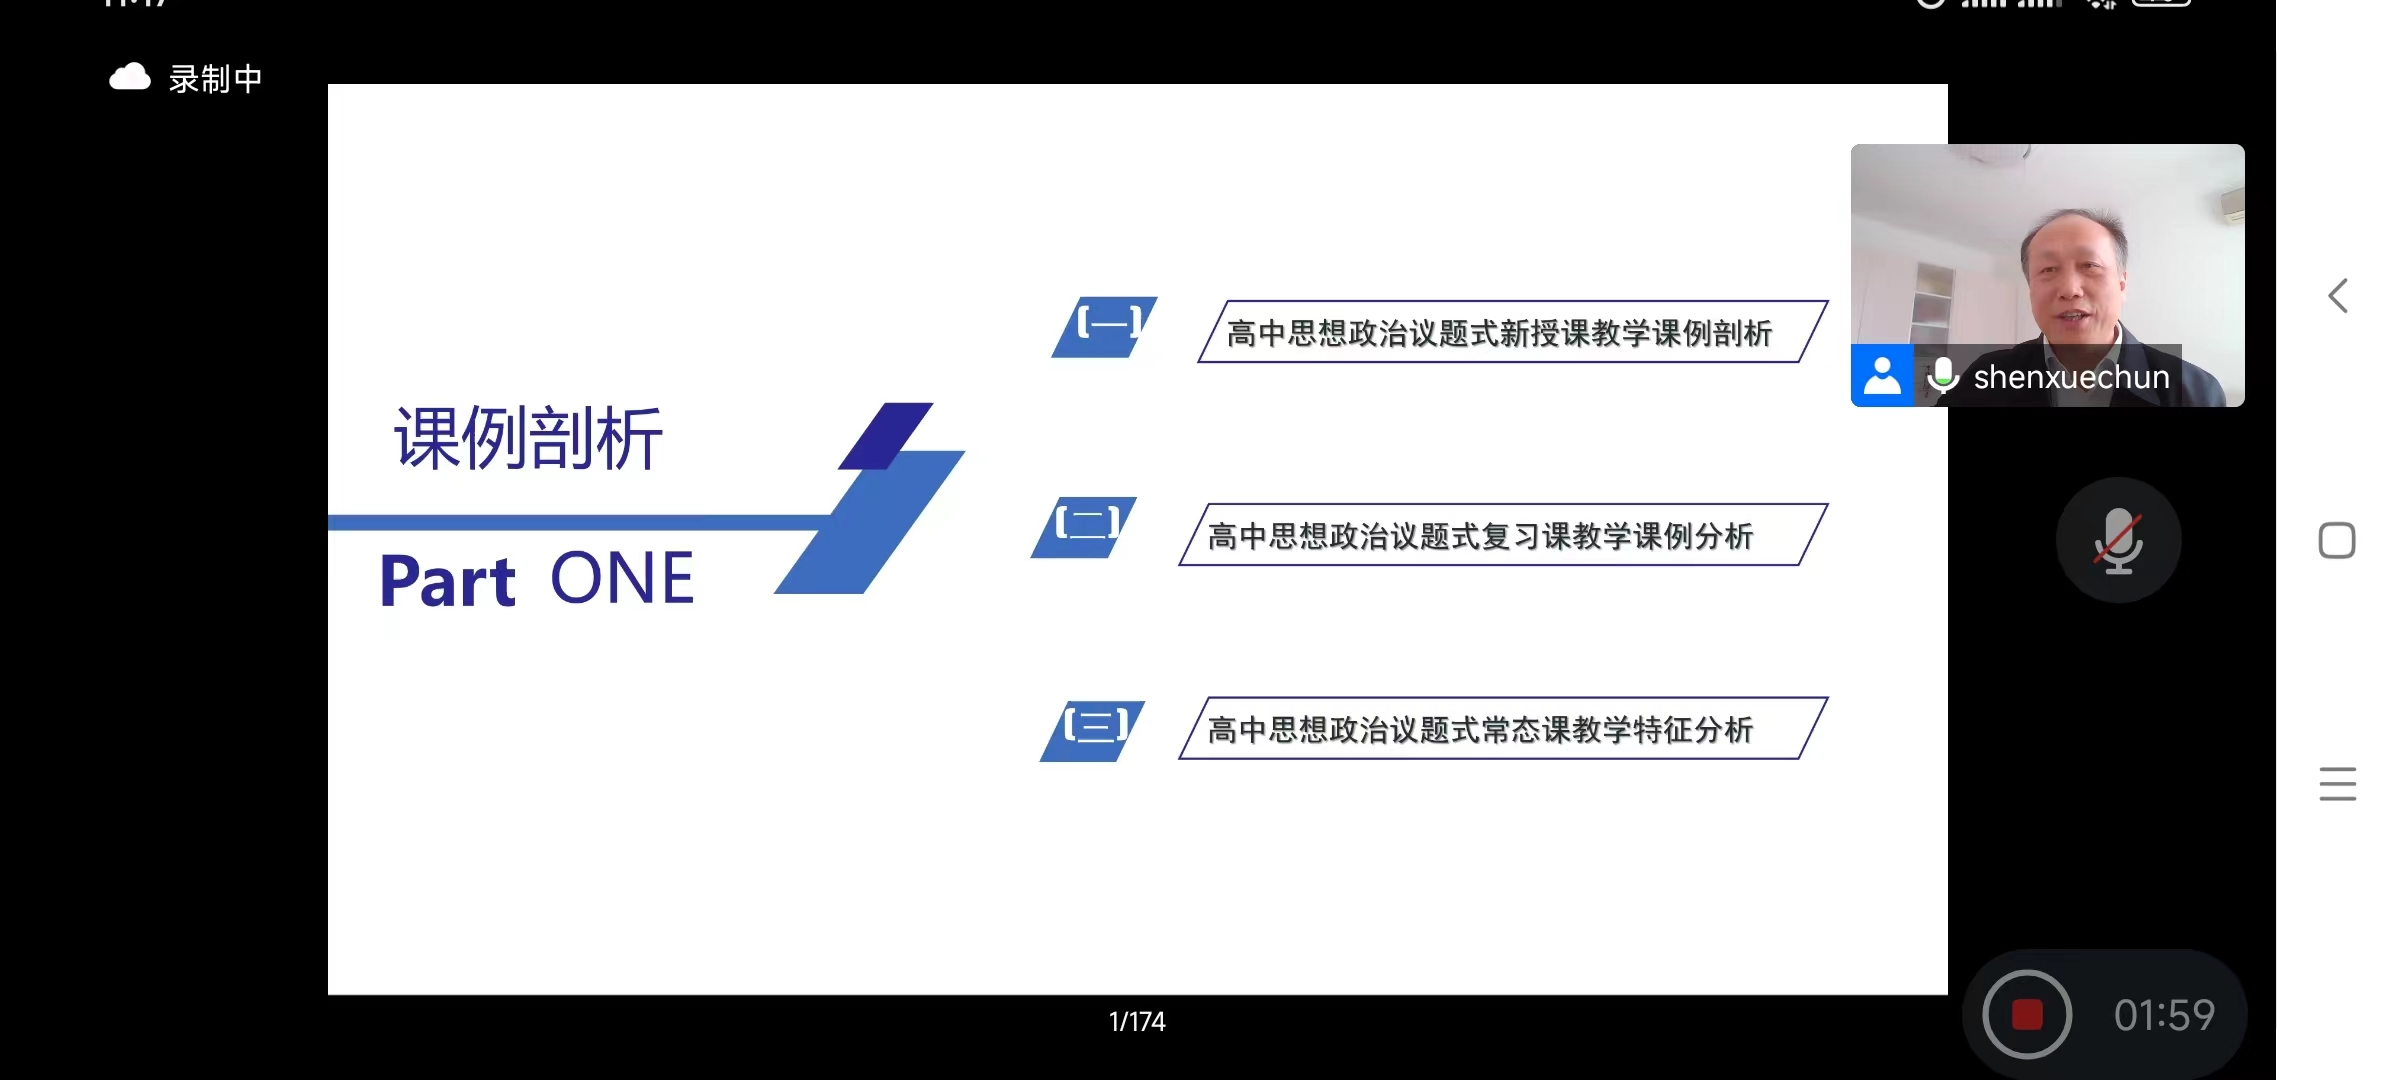 录制中
课例剖析
Part ONE
(一) 高中思想政治议题式新授课教学课例剖析
(二) 高中思想政治议题式复习课教学课例分析
(三) 高中思想政治议题式常态课教学特征分析
shenxuechun
1/174
01:59